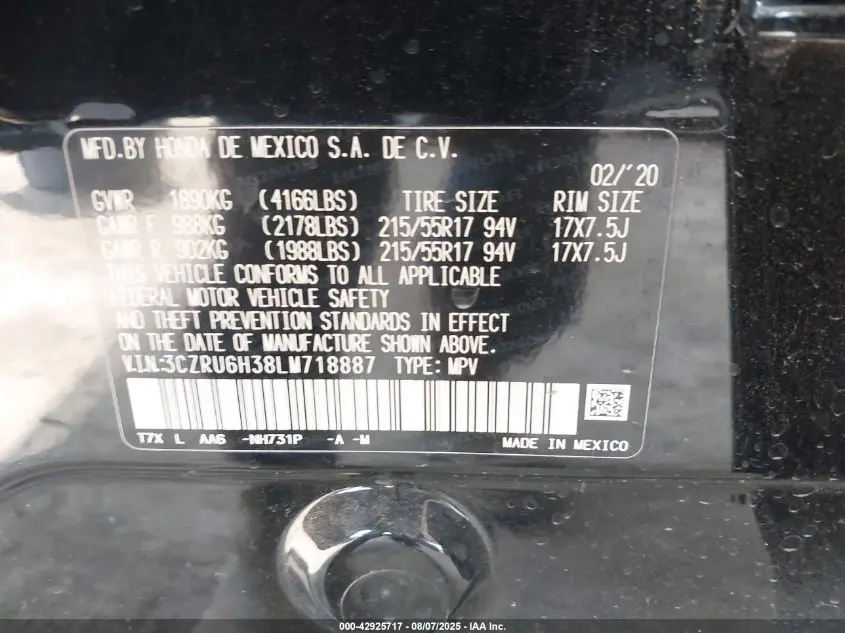 MFD.BY HONDA DE MEXICO S.A. DE C.V.
02/'20
GVWR 1890KG (4166LBS) TIRE SIZE RIM SIZE
GAWR F 988KG (2178LBS) 215/55R17 94V 17X7.5J
GAWR R 902KG (1988LBS) 215/55R17 94V 17X7.5J
THIS VEHICLE CONFORMS TO ALL APPLICABLE
FEDERAL MOTOR VEHICLE SAFETY
AND THEFT PREVENTION STANDARDS IN EFFECT
ON THE DATE OF MANUFACTURE SHOWN ABOVE.
V.I.N:3CZRU6H38LM718887 TYPE: MPV
T7X L AA6 -NH731P -A -M
MADE IN MEXICO
000-42925717 - 08/07/2025 - IAA Inc.